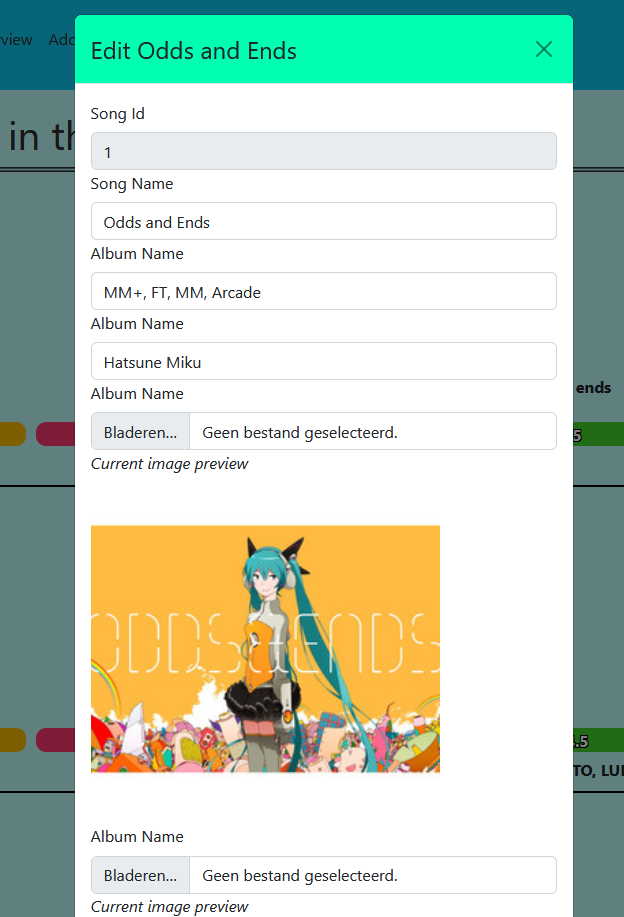 view Add
Edit Odds and Ends
in th
Song Id
1
Song Name
Odds and Ends
Album Name
MM+, FT, MM, Arcade
Album Name
Hatsune Miku
ends
Album Name
Bladeren... Geen bestand geselecteerd.
5
Current image preview
ODDS&ENDS
.5
TO, LU
Album Name
Bladeren... Geen bestand geselecteerd.
Current image preview